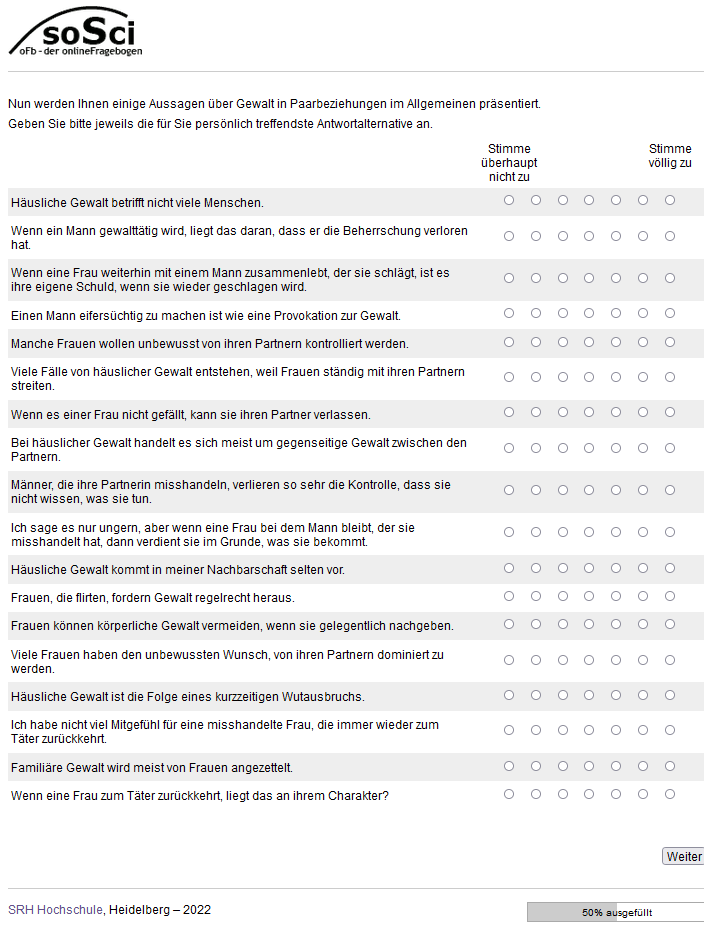 soSci
oFb - der onlineFragebogen
Nun werden Ihnen einige Aussagen über Gewalt in Paarbeziehungen im Allgemeinen präsentiert.
Geben Sie bitte jeweils die für Sie persönlich treffendste Antwortalternative an.
Stimme überhaupt nicht zu
Stimme völlig zu
Häusliche Gewalt betrifft nicht viele Menschen.
Wenn ein Mann gewalttätig wird, liegt das daran, dass er die Beherrschung verloren
hat.
Wenn eine Frau weiterhin mit einem Mann zusammenlebt, der sie schlägt, ist es
ihre eigene Schuld, wenn sie wieder geschlagen wird.
Einen Mann eifersüchtig zu machen ist wie eine Provokation zur Gewalt.
Manche Frauen wollen unbewusst von ihren Partnern kontrolliert werden.
Viele Fälle von häuslicher Gewalt entstehen, weil Frauen ständig mit ihren Partnern
streiten.
Wenn es einer Frau nicht gefällt, kann sie ihren Partner verlassen.
Bei häuslicher Gewalt handelt es sich meist um gegenseitige Gewalt zwischen den
Partnern.
Männer, die ihre Partnerin misshandeln, verlieren so sehr die Kontrolle, dass sie
nicht wissen, was sie tun.
Ich sage es nur ungern, aber wenn eine Frau bei dem Mann bleibt, der sie
misshandelt hat, dann verdient sie im Grunde, was sie bekommt.
Häusliche Gewalt kommt in meiner Nachbarschaft selten vor.
Frauen, die flirten, fordern Gewalt regelrecht heraus.
Frauen können körperliche Gewalt vermeiden, wenn sie gelegentlich nachgeben.
Viele Frauen haben den unbewussten Wunsch, von ihren Partnern dominiert zu
werden.
Häusliche Gewalt ist die Folge eines kurzzeitigen Wutausbruchs.
Ich habe nicht viel Mitgefühl für eine misshandelte Frau, die immer wieder zum
Täter zurückkehrt.
Familiäre Gewalt wird meist von Frauen angezettelt.
Wenn eine Frau zum Täter zurückkehrt, liegt das an ihrem Charakter?
Weiter
SRH Hochschule, Heidelberg – 2022
50% ausgefüllt